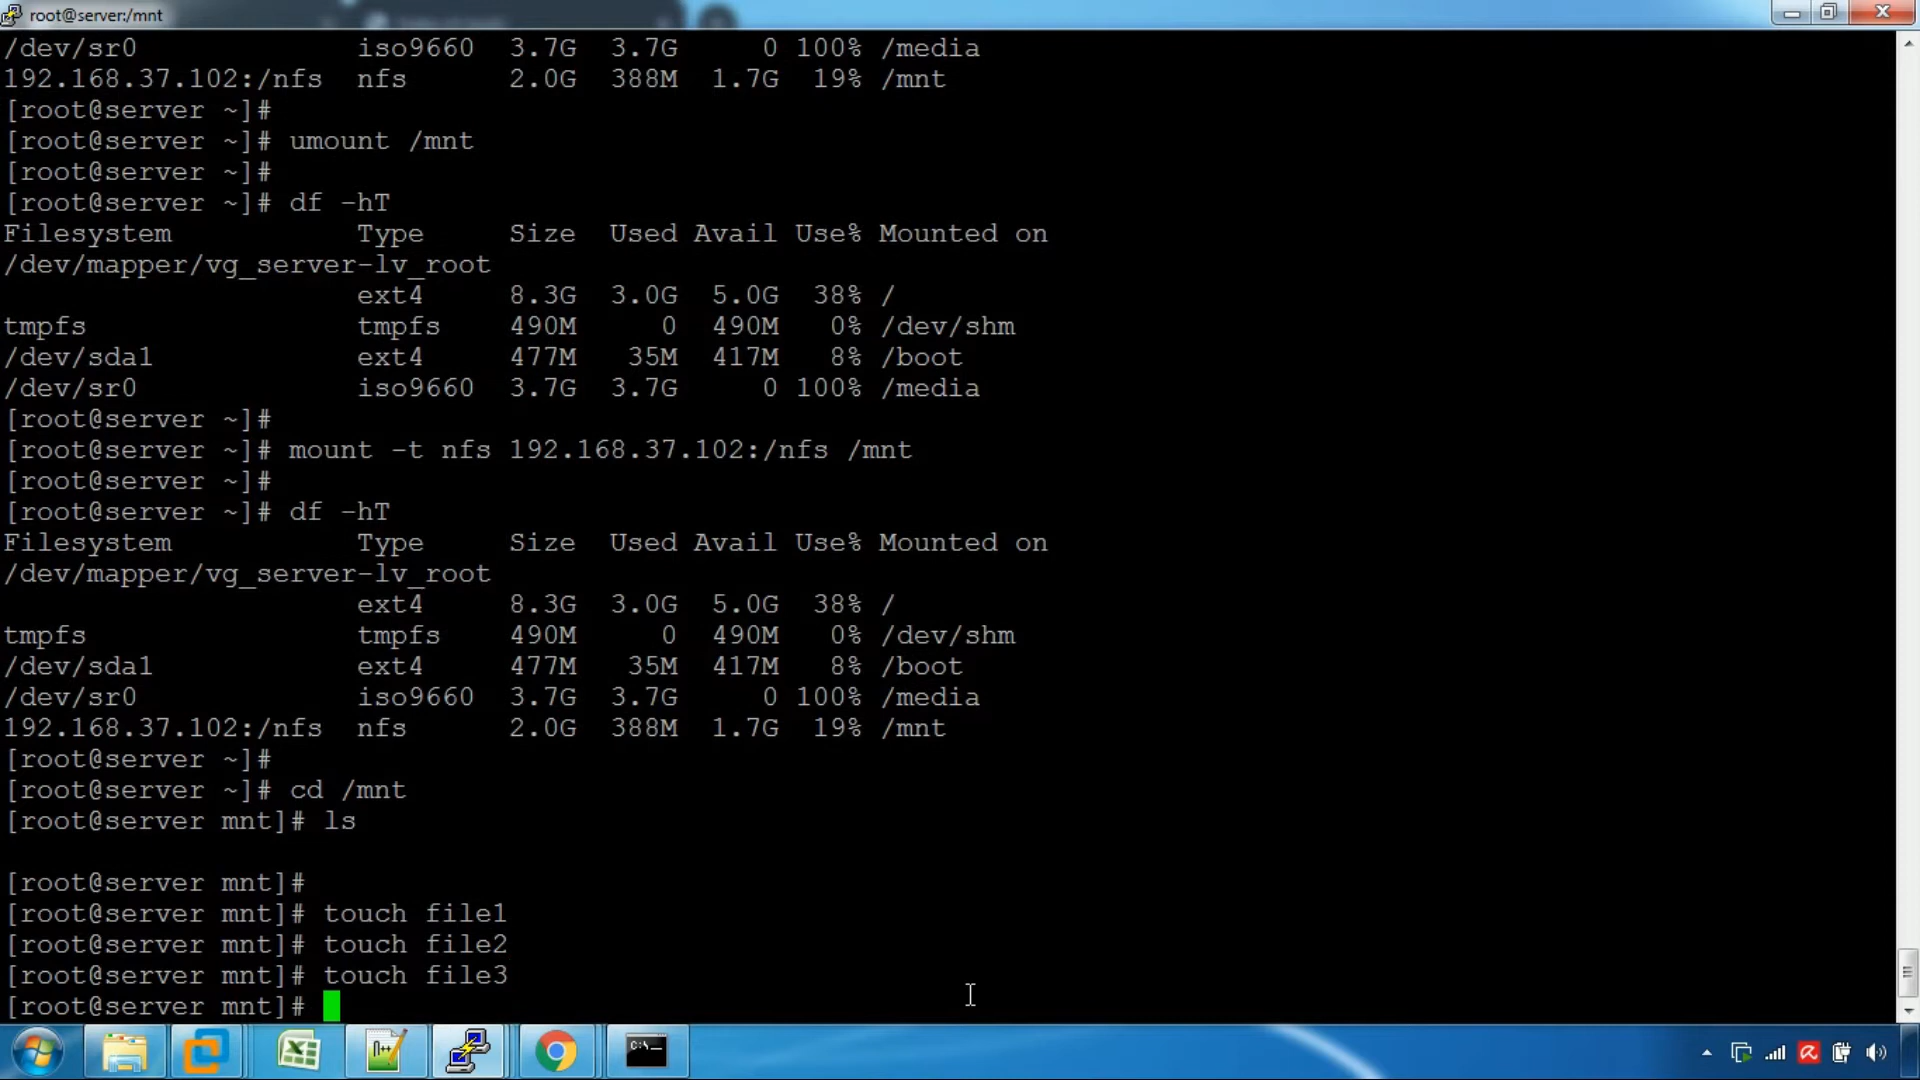 root@server:/mnt
/dev/sr0 iso9660 3.7G 3.7G 0 100% /media
192.168.37.102:/nfs nfs 2.0G 388M 1.7G 19% /mnt
[root@server ~]#
[root@server ~]# umount /mnt
[root@server ~]#
[root@server ~]# df -hT
Filesystem Type Size Used Avail Use% Mounted on
/dev/mapper/vg_server-lv_root
ext4 8.3G 3.0G 5.0G 38% /
tmpfs tmpfs 490M 0 490M 0% /dev/shm
/dev/sda1 ext4 477M 35M 417M 8% /boot
/dev/sr0 iso9660 3.7G 3.7G 0 100% /media
[root@server ~]#
[root@server ~]# mount -t nfs 192.168.37.102:/nfs /mnt
[root@server ~]#
[root@server ~]# df -hT
Filesystem Type Size Used Avail Use% Mounted on
/dev/mapper/vg_server-lv_root
ext4 8.3G 3.0G 5.0G 38% /
tmpfs tmpfs 490M 0 490M 0% /dev/shm
/dev/sda1 ext4 477M 35M 417M 8% /boot
/dev/sr0 iso9660 3.7G 3.7G 0 100% /media
192.168.37.102:/nfs nfs 2.0G 388M 1.7G 19% /mnt
[root@server ~]#
[root@server ~]# cd /mnt
[root@server mnt]# ls
[root@server mnt]#
[root@server mnt]# touch file1
[root@server mnt]# touch file2
[root@server mnt]# touch file3
[root@server mnt]#